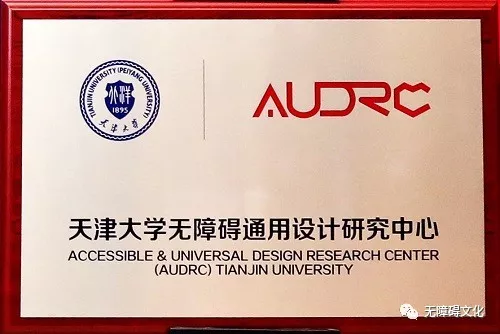 TIANJIN UNIVERSITY (PEIYANG UNIVERSITY)
北洋
1895
天津大学
AUDRC
天津大学无障碍通用设计研究中心
ACCESSIBLE & UNIVERSAL DESIGN RESEARCH CENTER
(AUDRC) TIANJIN UNIVERSITY
无障碍文化